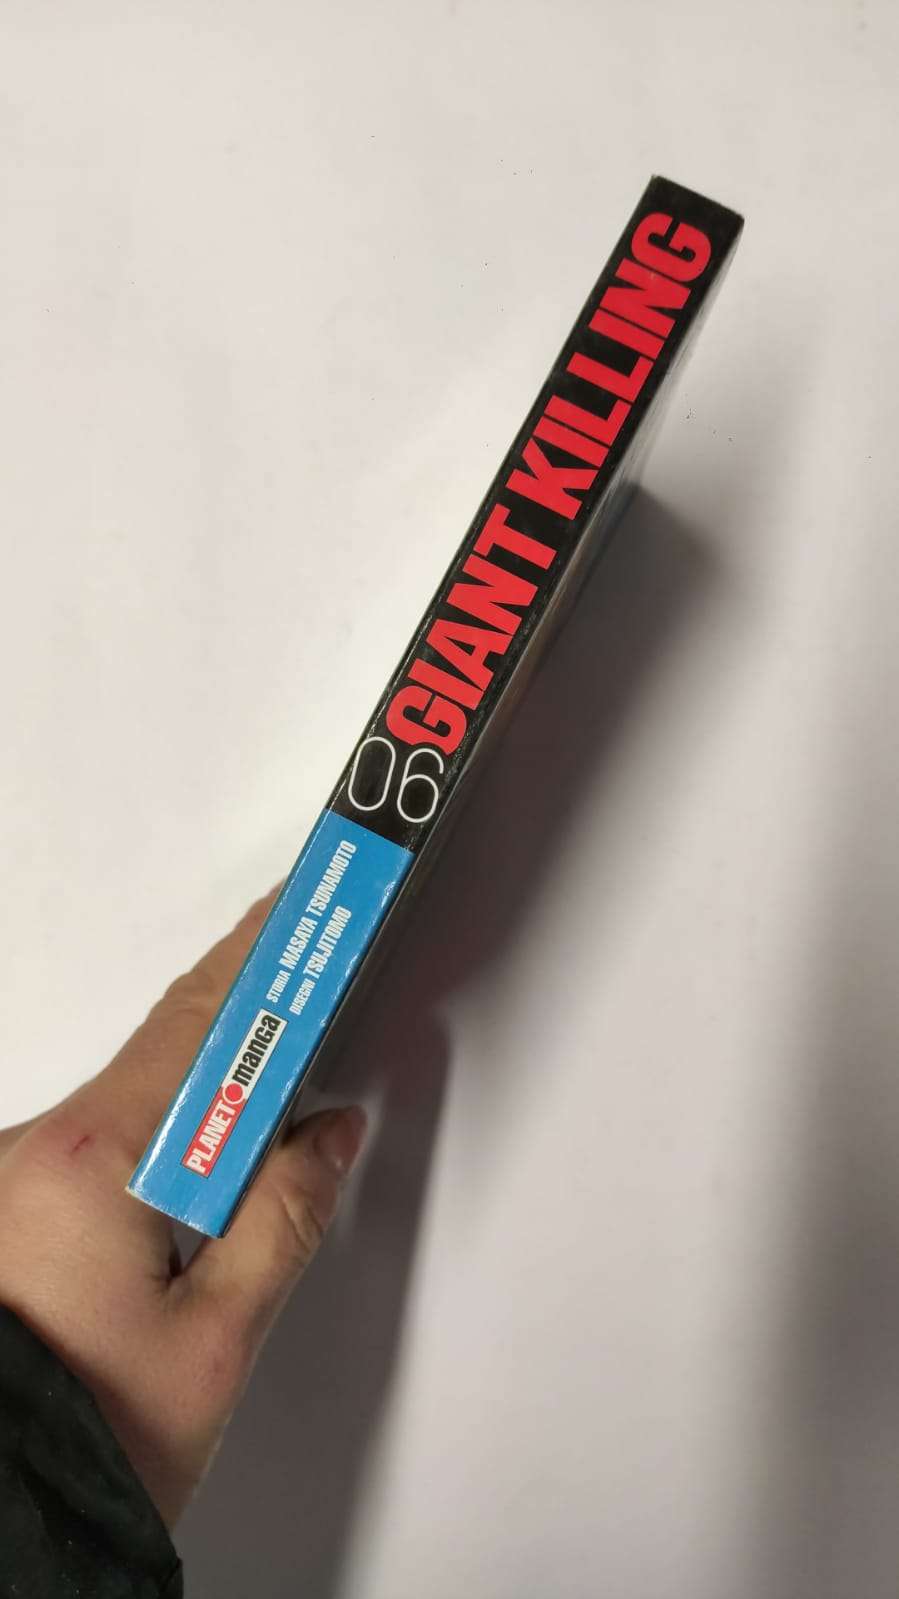 GIANT KILLING
06
STORIA MASAYA TSUNAMOTO
DISEGNI TSUJITOMO
PLANET manga